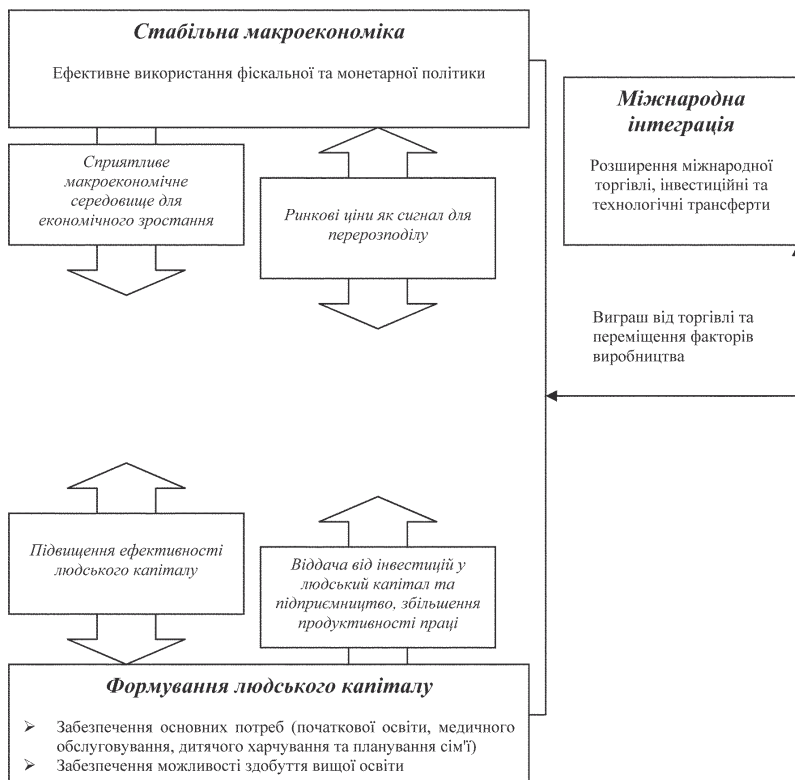 Стабільна макроекономіка
Ефективне використання фіскальної та монетарної політики
Міжнародна
інтеграція
Розширення міжнародної
торгівлі, інвестиційні та
технологічні трансферти
Сприятливе
макроекономічне
середовище для
економічного зростання
Ринкові ціни як сигнал для
перерозподілу
Виграш від торгівлі та
переміщення факторів
виробництва
Підвищення ефективності
людського капіталу
Віддача від інвестицій у
людський капітал та
підприємництво, збільшення
продуктивності праці
Формування людського капіталу
➢ Забезпечення основних потреб (початкової освіти, медичного
обслуговування, дитячого харчування та планування сім'ї)
➢ Забезпечення можливості здобуття вищої освіти